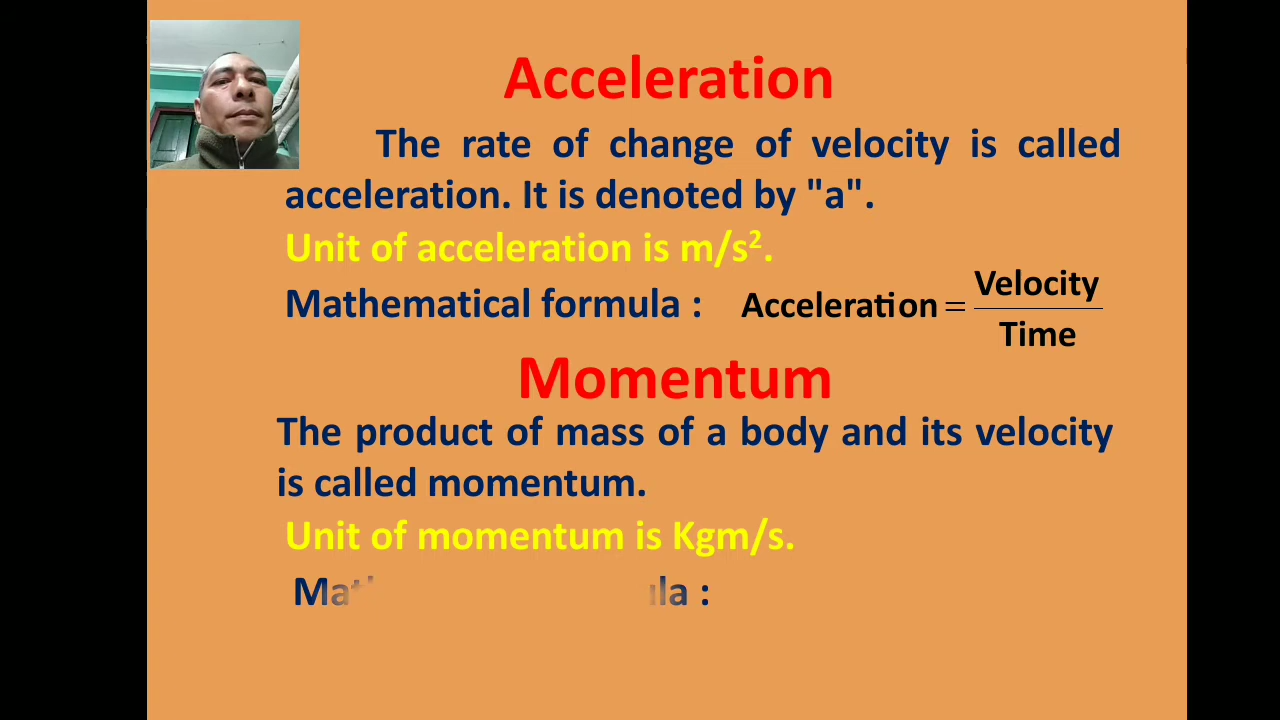 Acceleration
The rate of change of velocity is called
acceleration. It is denoted by "a".
Unit of acceleration is m/s².
Mathematical formula : Acceleration = Velocity / Time
Momentum
The product of mass of a body and its velocity
is called momentum.
Unit of momentum is Kgm/s.
: